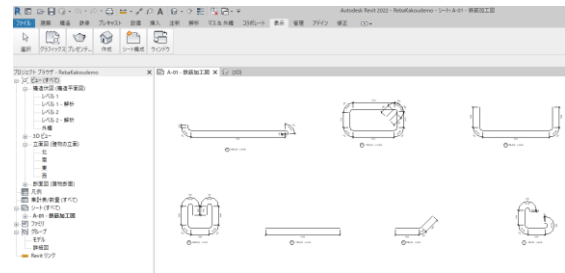 Autodesk Revit 2022 - RebaKakoudemo - シート: A-01 - 鉄筋加工図
ファイル 建築 構造 鉄骨 プレキャスト 設備 挿入 注釈 解析 マス & 外構 コラボレート 表示 管理 アドイン 修正
選択 グラフィックス プレゼンテ... 作成 シート構成 ウィンドウ
プロジェクト ブラウザ - RebaKakoudemo
A-01 - 鉄筋加工図
{3D}
ビュー (すべて)
構造伏図 (構造平面図)
レベル 1
レベル 1 - 解析
レベル 2
レベル 2 - 解析
外構
3D ビュー
立面図 (建物の立面)
北
南
東
西
断面図 (建物断面)
凡例
集計表/数量 (すべて)
シート (すべて)
A-01 - 鉄筋加工図
ファミリ
グループ
モデル
詳細図
Revit リンク